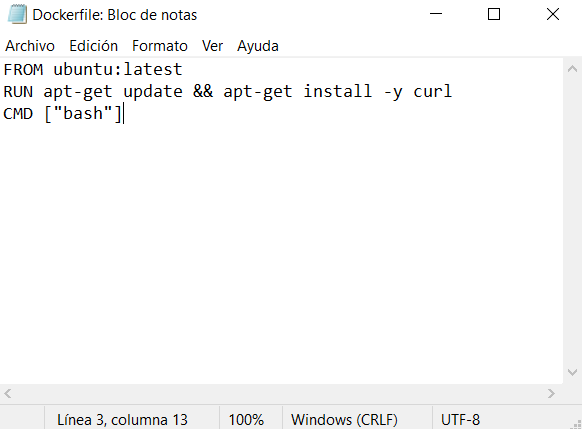 Dockerfile: Bloc de notas
Archivo Edición Formato Ver Ayuda
FROM ubuntu:latest
RUN apt-get update && apt-get install -y curl
CMD ["bash"]
Línea 3, columna 13 100% Windows (CRLF) UTF-8